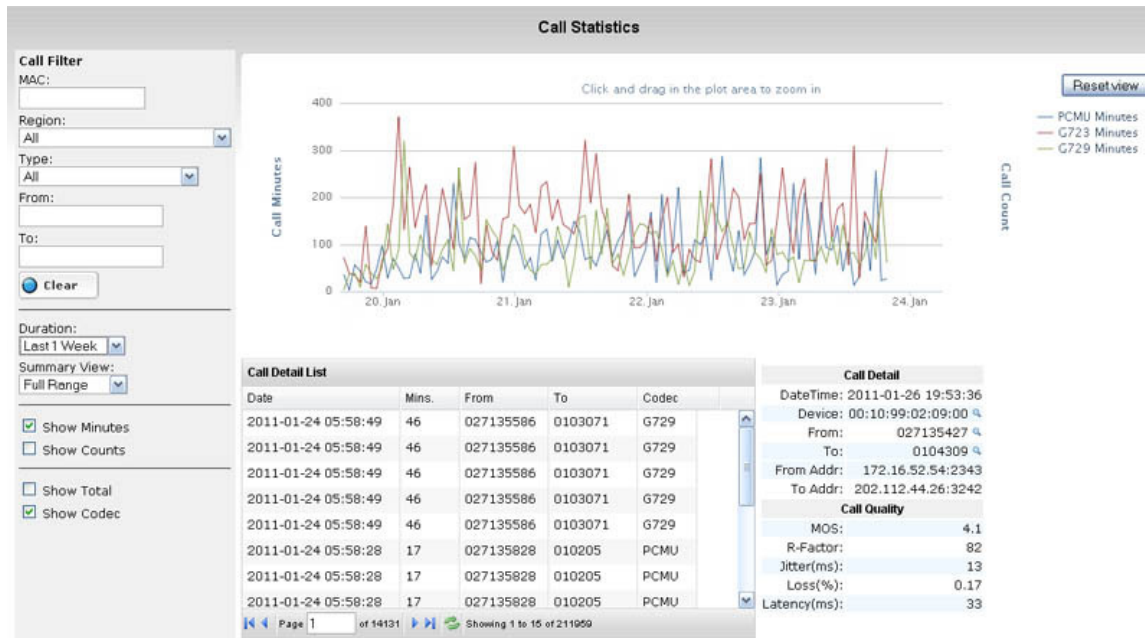 Call Statistics
Call Filter
MAC:
Region:
All
Type:
All
From:
To:
Clear
Duration:
Last 1 Week
Summary View:
Full Range
Show Minutes
Show Counts
Show Total
Show Codec
Click and drag in the plot area to zoom in
Reset view
400
300
200
100
0
Call Minutes
20. Jan
21. Jan
22. Jan
23. Jan
24. Jan
Call Count
PCMU Minutes
G723 Minutes
G729 Minutes
Call Detail List
Date Mins. From To Codec
2011-01-24 05:58:49 46 027135586 0103071 G729
2011-01-24 05:58:49 46 027135586 0103071 G729
2011-01-24 05:58:49 46 027135586 0103071 G729
2011-01-24 05:58:49 46 027135586 0103071 G729
2011-01-24 05:58:49 46 027135586 0103071 G729
2011-01-24 05:58:28 17 027135828 010205 PCMU
2011-01-24 05:58:28 17 027135828 010205 PCMU
2011-01-24 05:58:28 17 027135828 010205 PCMU
Page 1 of 14131 Showing 1 to 15 of 211959
Call Detail
DateTime: 2011-01-26 19:53:36
Device: 00:10:99:02:09:00
From: 027135427
To: 0104309
From Addr: 172.16.52.54:2343
To Addr: 202.112.44.26:3242
Call Quality
MOS: 4.1
R-Factor: 82
Jitter(ms): 13
Loss(%): 0.17
Latency(ms): 33